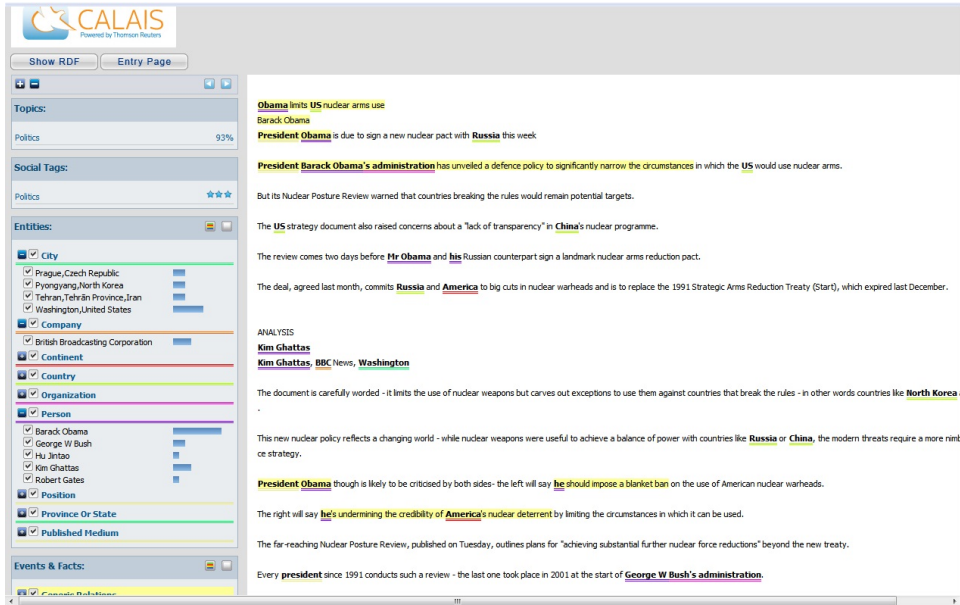 CALAIS
Powered by Thomson Reuters
Show RDF
Entry Page
Topics:
Politics 93%
Social Tags:
Politics
Entities:
City
Prague,Czech Republic
Pyongyang,North Korea
Tehran,Tehrān Province,Iran
Washington,United States
Company
British Broadcasting Corporation
Continent
Country
Organization
Person
Barack Obama
George W Bush
Hu Jintao
Kim Ghattas
Robert Gates
Position
Province Or State
Published Medium
Events & Facts:
Generic Relations
Obama limits US nuclear arms use
Barack Obama
President Obama is due to sign a new nuclear pact with Russia this week
President Barack Obama's administration has unveiled a defence policy to significantly narrow the circumstances in which the US would use nuclear arms.
But its Nuclear Posture Review warned that countries breaking the rules would remain potential targets.
The US strategy document also raised concerns about a "lack of transparency" in China's nuclear programme.
The review comes two days before Mr Obama and his Russian counterpart sign a landmark nuclear arms reduction pact.
The deal, agreed last month, commits Russia and America to big cuts in nuclear warheads and is to replace the 1991 Strategic Arms Reduction Treaty (Start), which expired last December.
ANALYSIS
Kim Ghattas
Kim Ghattas, BBC News, Washington
The document is carefully worded - it limits the use of nuclear weapons but carves out exceptions to use them against countries that break the rules - in other words countries like North Korea
.
This new nuclear policy reflects a changing world - while nuclear weapons were useful to achieve a balance of power with countries like Russia or China, the modern threats require a more nimb
ce strategy.
President Obama though is likely to be criticised by both sides- the left will say he should impose a blanket ban on the use of American nuclear warheads.
The right will say he's undermining the credibility of America's nuclear deterrent by limiting the circumstances in which it can be used.
The far-reaching Nuclear Posture Review, published on Tuesday, outlines plans for "achieving substantial further nuclear force reductions" beyond the new treaty.
Every president since 1991 conducts such a review - the last one took place in 2001 at the start of George W Bush's administration.